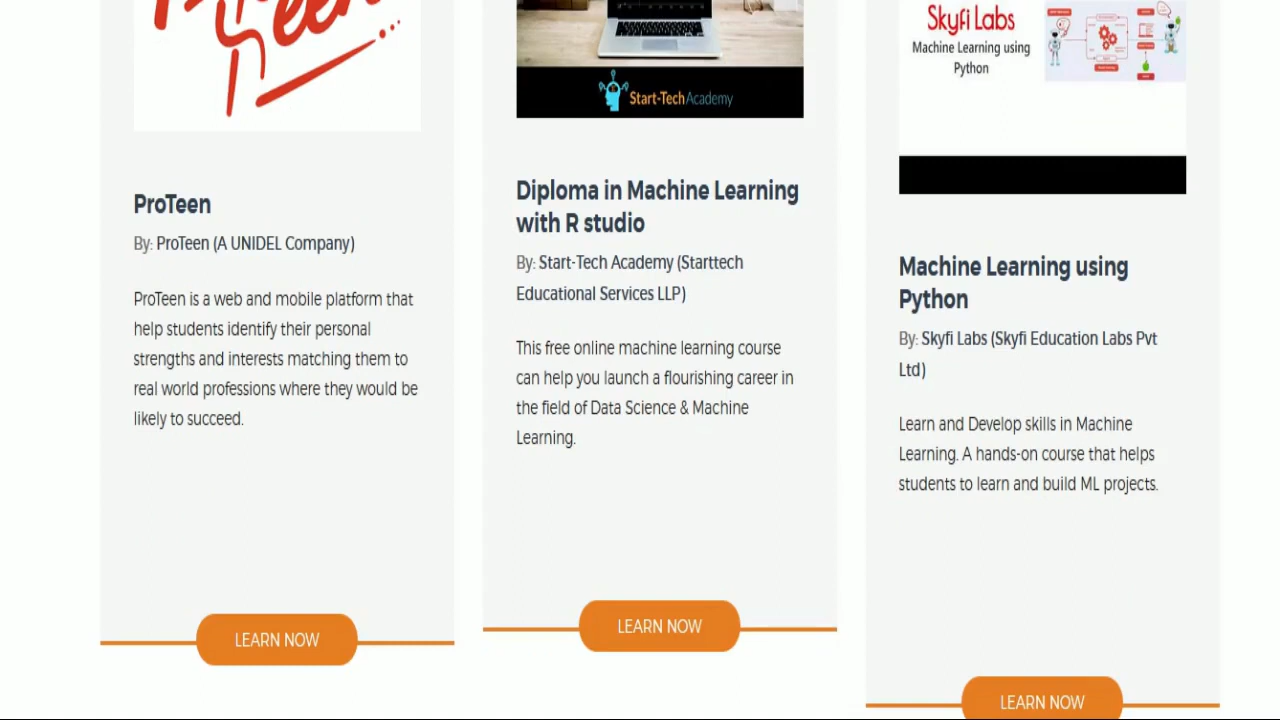 ProTeen
By: ProTeen (A UNIDEL Company)
ProTeen is a web and mobile platform that
help students identify their personal
strengths and interests matching them to
real world professions where they would be
likely to succeed.
LEARN NOW
Start-Tech Academy
Diploma in Machine Learning
with R studio
By: Start-Tech Academy (Starttech
Educational Services LLP)
This free online machine learning course
can help you launch a flourishing career in
the field of Data Science & Machine
Learning.
LEARN NOW
Skyfi Labs
Machine Learning using
Python
Machine Learning using
Python
By: Skyfi Labs (Skyfi Education Labs Pvt
Ltd)
Learn and Develop skills in Machine
Learning. A hands-on course that helps
students to learn and build ML projects.
LEARN NOW